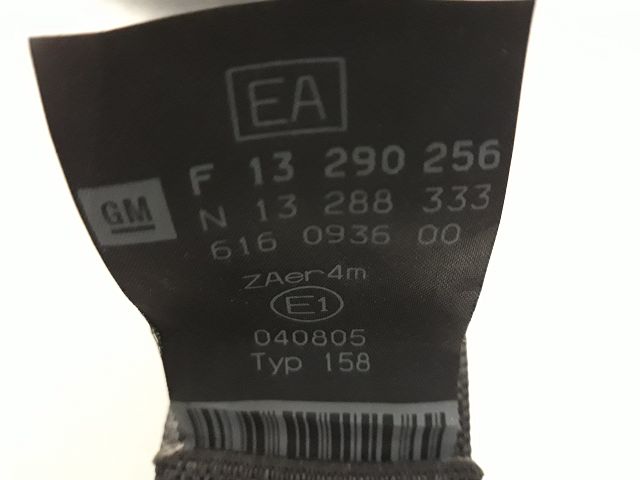 EA
F 13 290 256
GM
N 13 288 333
616 0936 00
ZAer4m
E1
040805
Typ 158